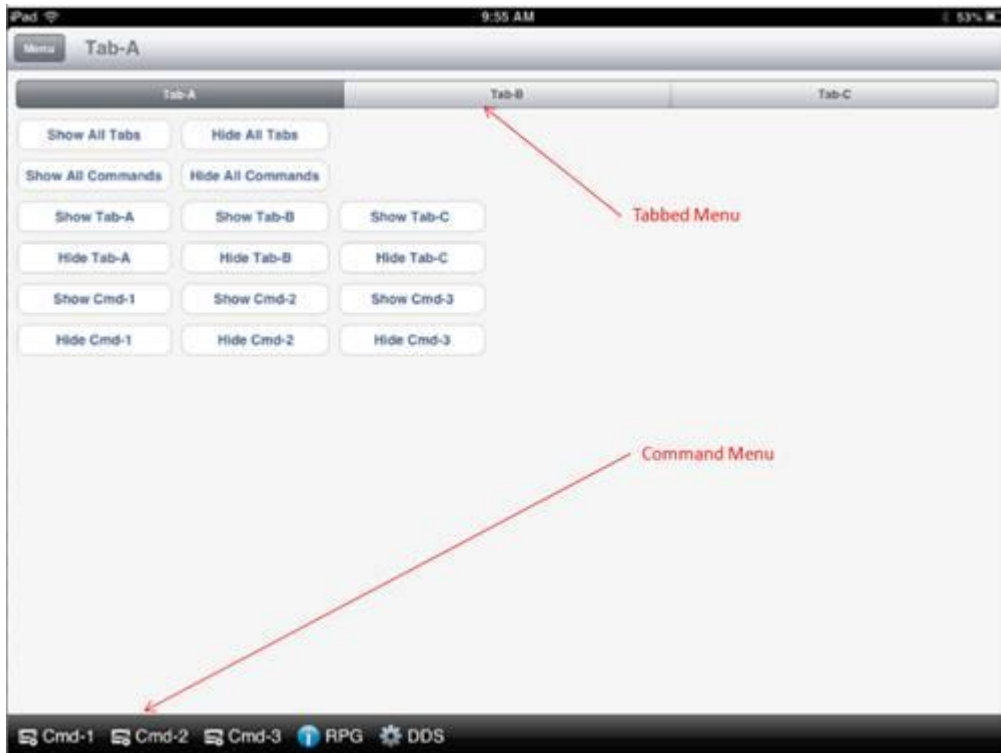 iPad 9:55 AM 53%
Menu Tab-A
Tab-A Tab-B Tab-C
Show All Tabs Hide All Tabs
Show All Commands Hide All Commands
Show Tab-A Show Tab-B Show Tab-C
Tabbed Menu
Hide Tab-A Hide Tab-B Hide Tab-C
Show Cmd-1 Show Cmd-2 Show Cmd-3
Hide Cmd-1 Hide Cmd-2 Hide Cmd-3
Command Menu
Cmd-1 Cmd-2 Cmd-3 RPG DDS